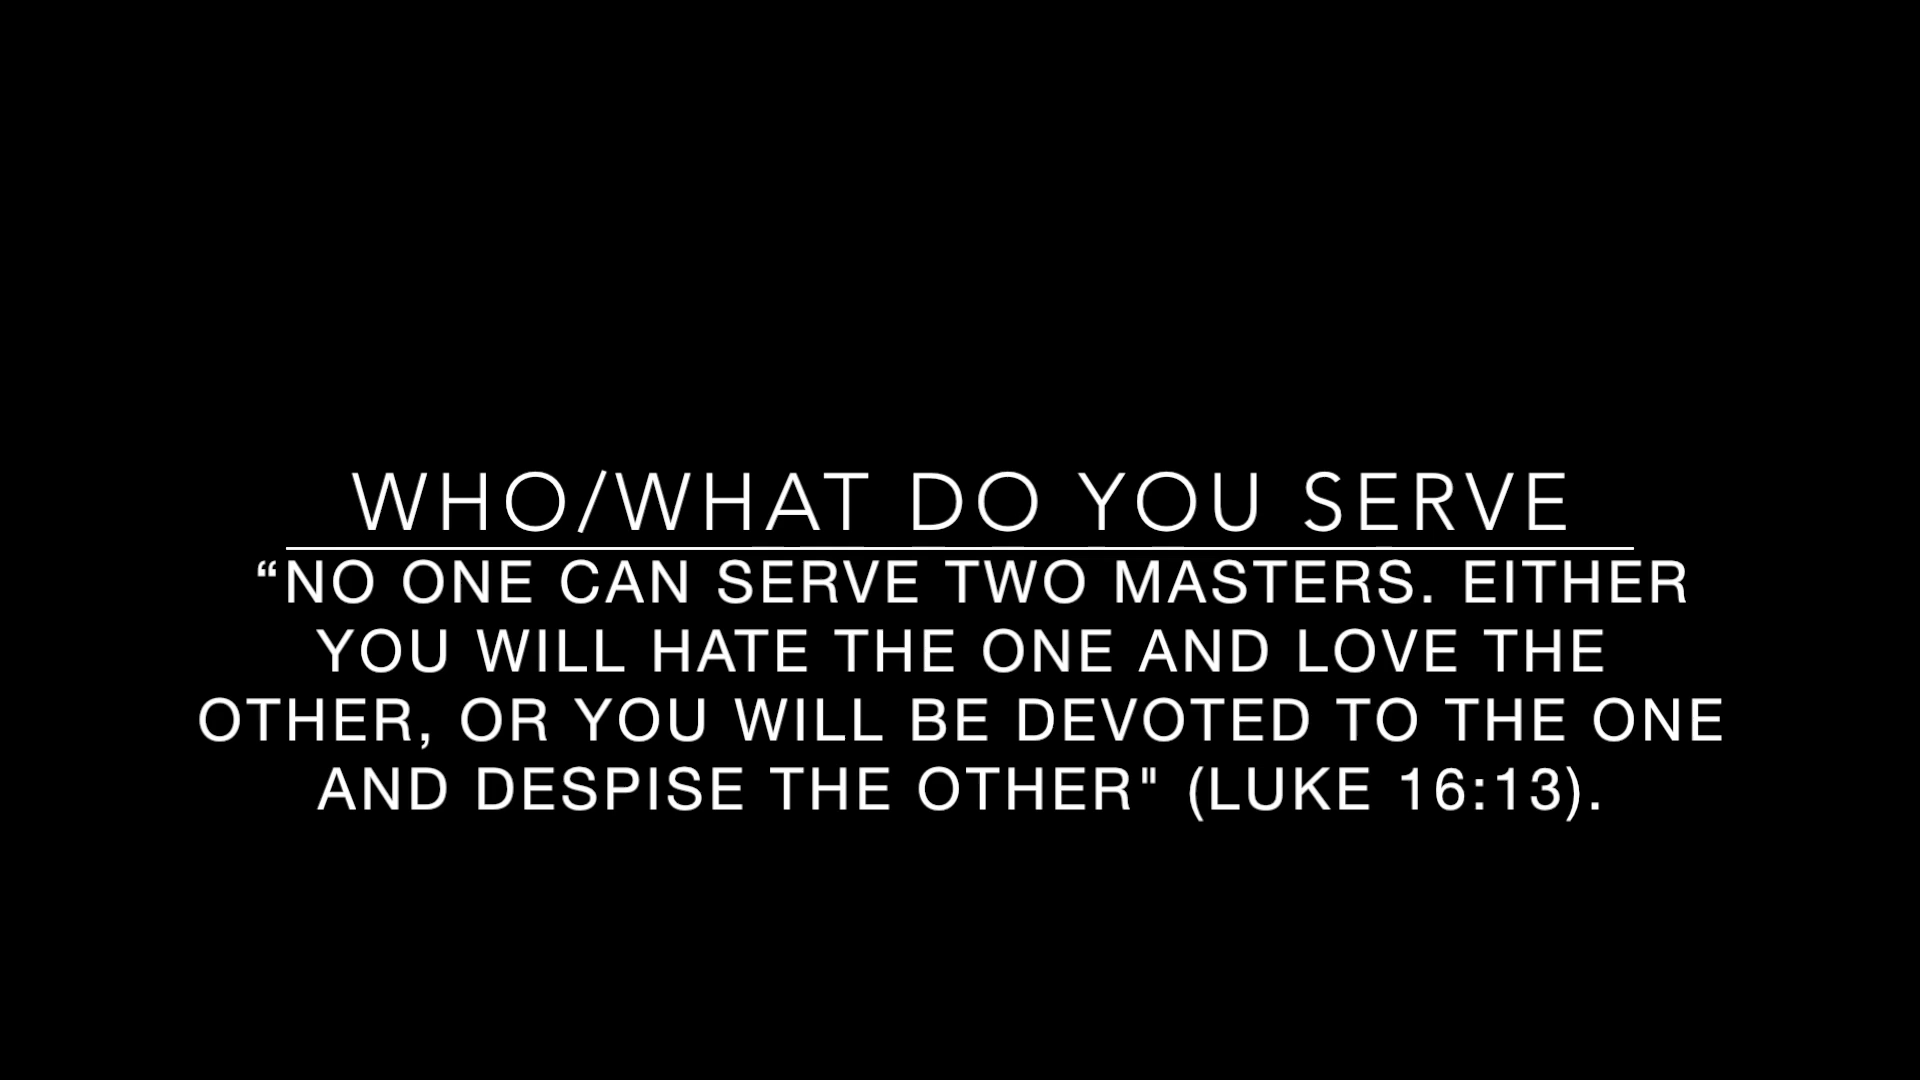 WHO/WHAT DO YOU SERVE
“NO ONE CAN SERVE TWO MASTERS. EITHER
YOU WILL HATE THE ONE AND LOVE THE
OTHER, OR YOU WILL BE DEVOTED TO THE ONE
AND DESPISE THE OTHER" (LUKE 16:13).